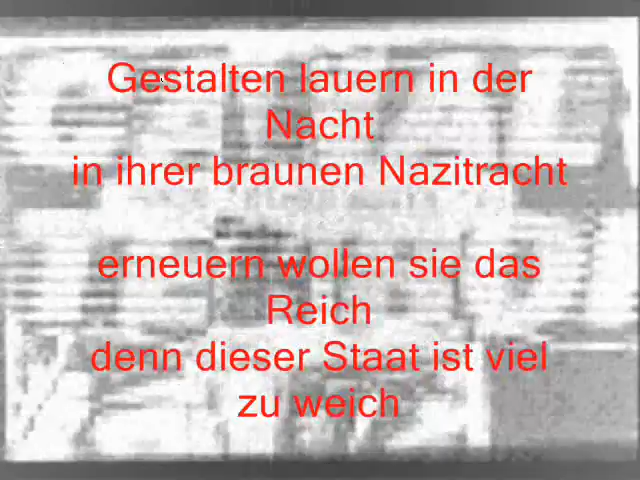 Gestalten lauern in der
Nacht
in ihrer braunen Nazitracht
erneuern wollen sie das
Reich
denn dieser Staat ist viel
zu weich